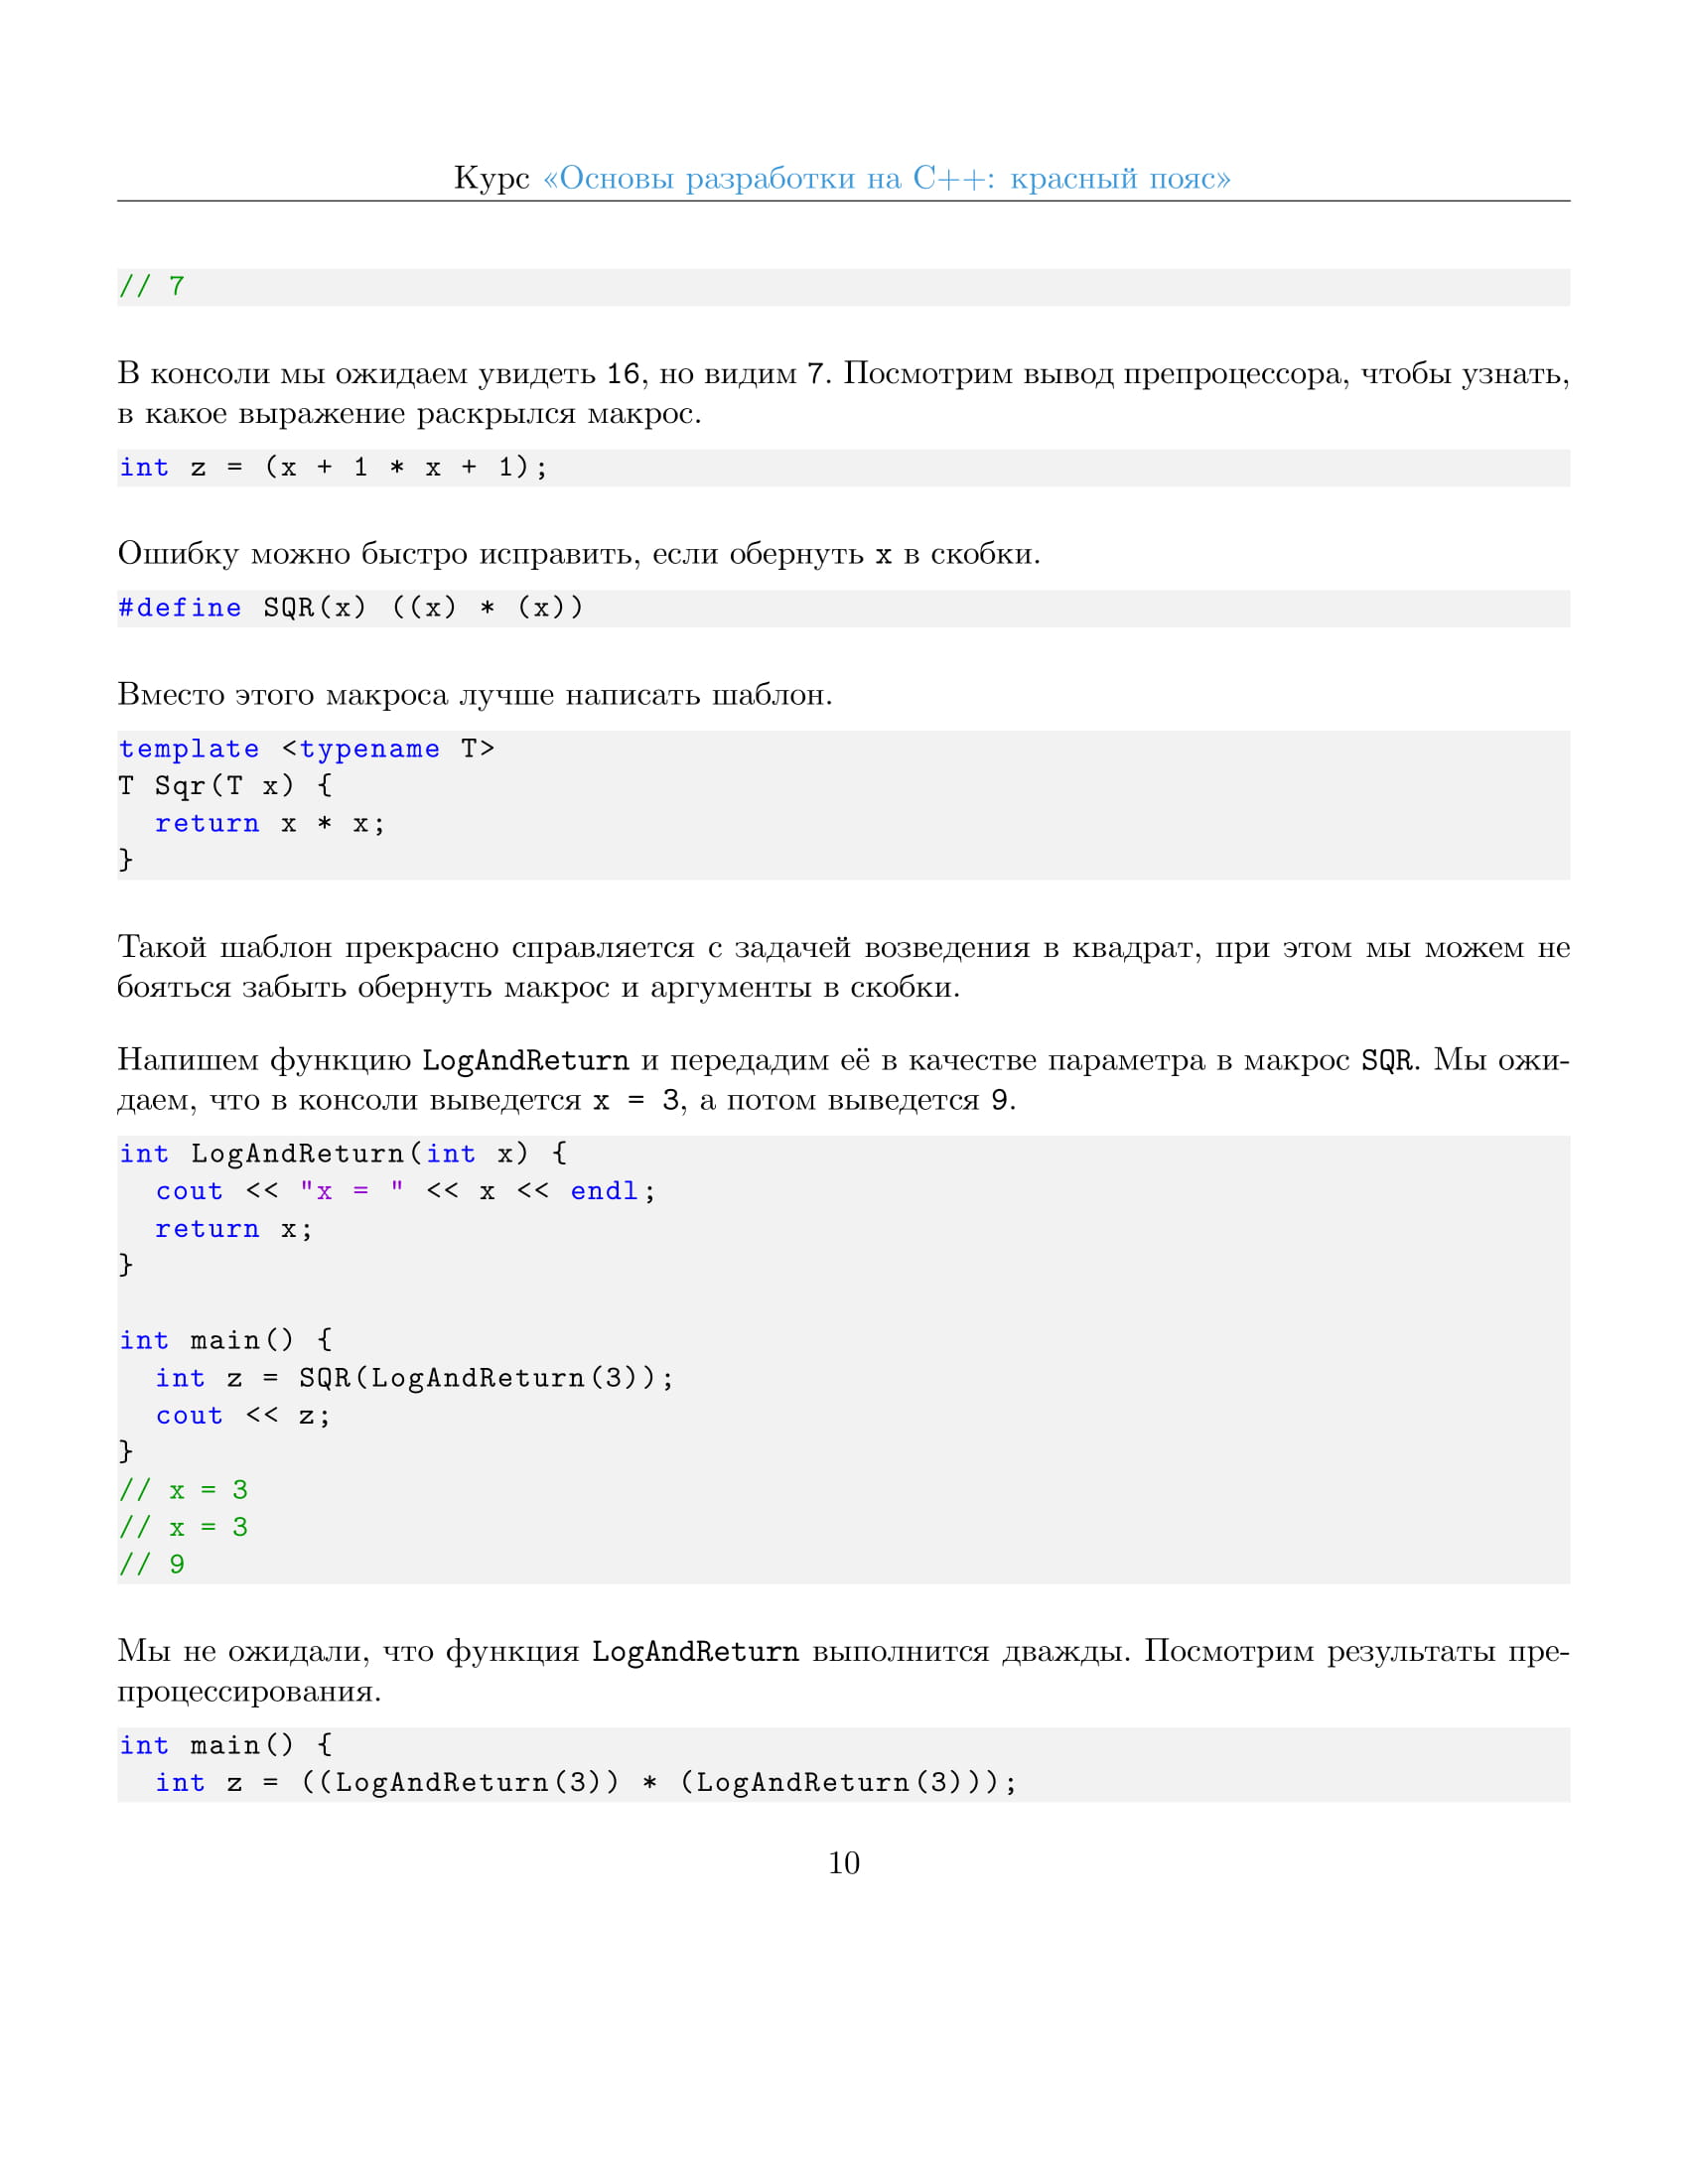 Курс «Основы разработки на C++: красный пояс»
// 7
В консоли мы ожидаем увидеть 16, но видим 7. Посмотрим вывод препроцессора, чтобы узнать,
в какое выражение раскрылся макрос.
int z = (x + 1 * x + 1);
Ошибку можно быстро исправить, если обернуть x в скобки.
#define SQR(x) ((x) * (x))
Вместо этого макроса лучше написать шаблон.
template <typename T>
T Sqr(T x) {
  return x * x;
}
Такой шаблон прекрасно справляется с задачей возведения в квадрат, при этом мы можем не
бояться забыть обернуть макрос и аргументы в скобки.
Напишем функцию LogAndReturn и передадим её в качестве параметра в макрос SQR. Мы ожи-
даем, что в консоли выведется x = 3, а потом выведется 9.
int LogAndReturn(int x) {
  cout << "x = " << x << endl;
  return x;
}
int main() {
  int z = SQR(LogAndReturn(3));
  cout << z;
}
// x = 3
// x = 3
// 9
Мы не ожидали, что функция LogAndReturn выполнится дважды. Посмотрим результаты пре-
процессирования.
int main() {
  int z = ((LogAndReturn(3)) * (LogAndReturn(3)));
10